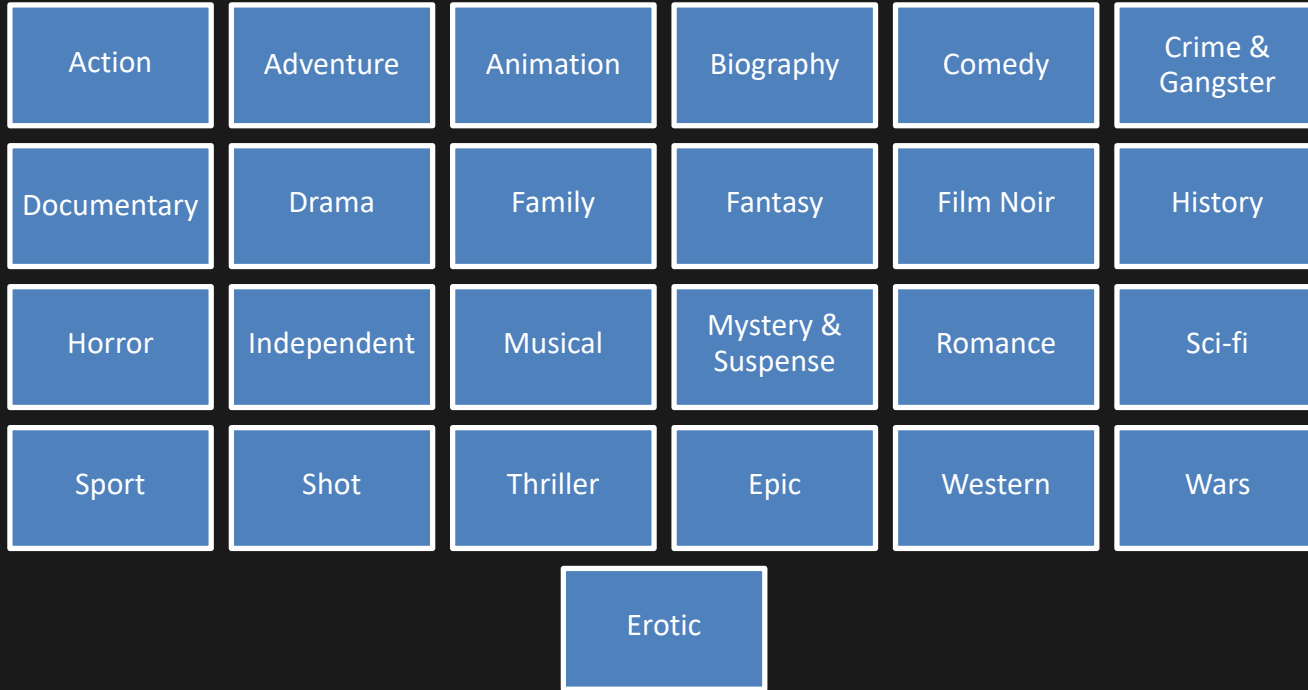 Action
Adventure
Animation
Biography
Comedy
Crime &
Gangster
Documentary
Drama
Family
Fantasy
Film Noir
History
Horror
Independent
Musical
Mystery &
Suspense
Romance
Sci-fi
Sport
Shot
Thriller
Epic
Western
Wars
Erotic